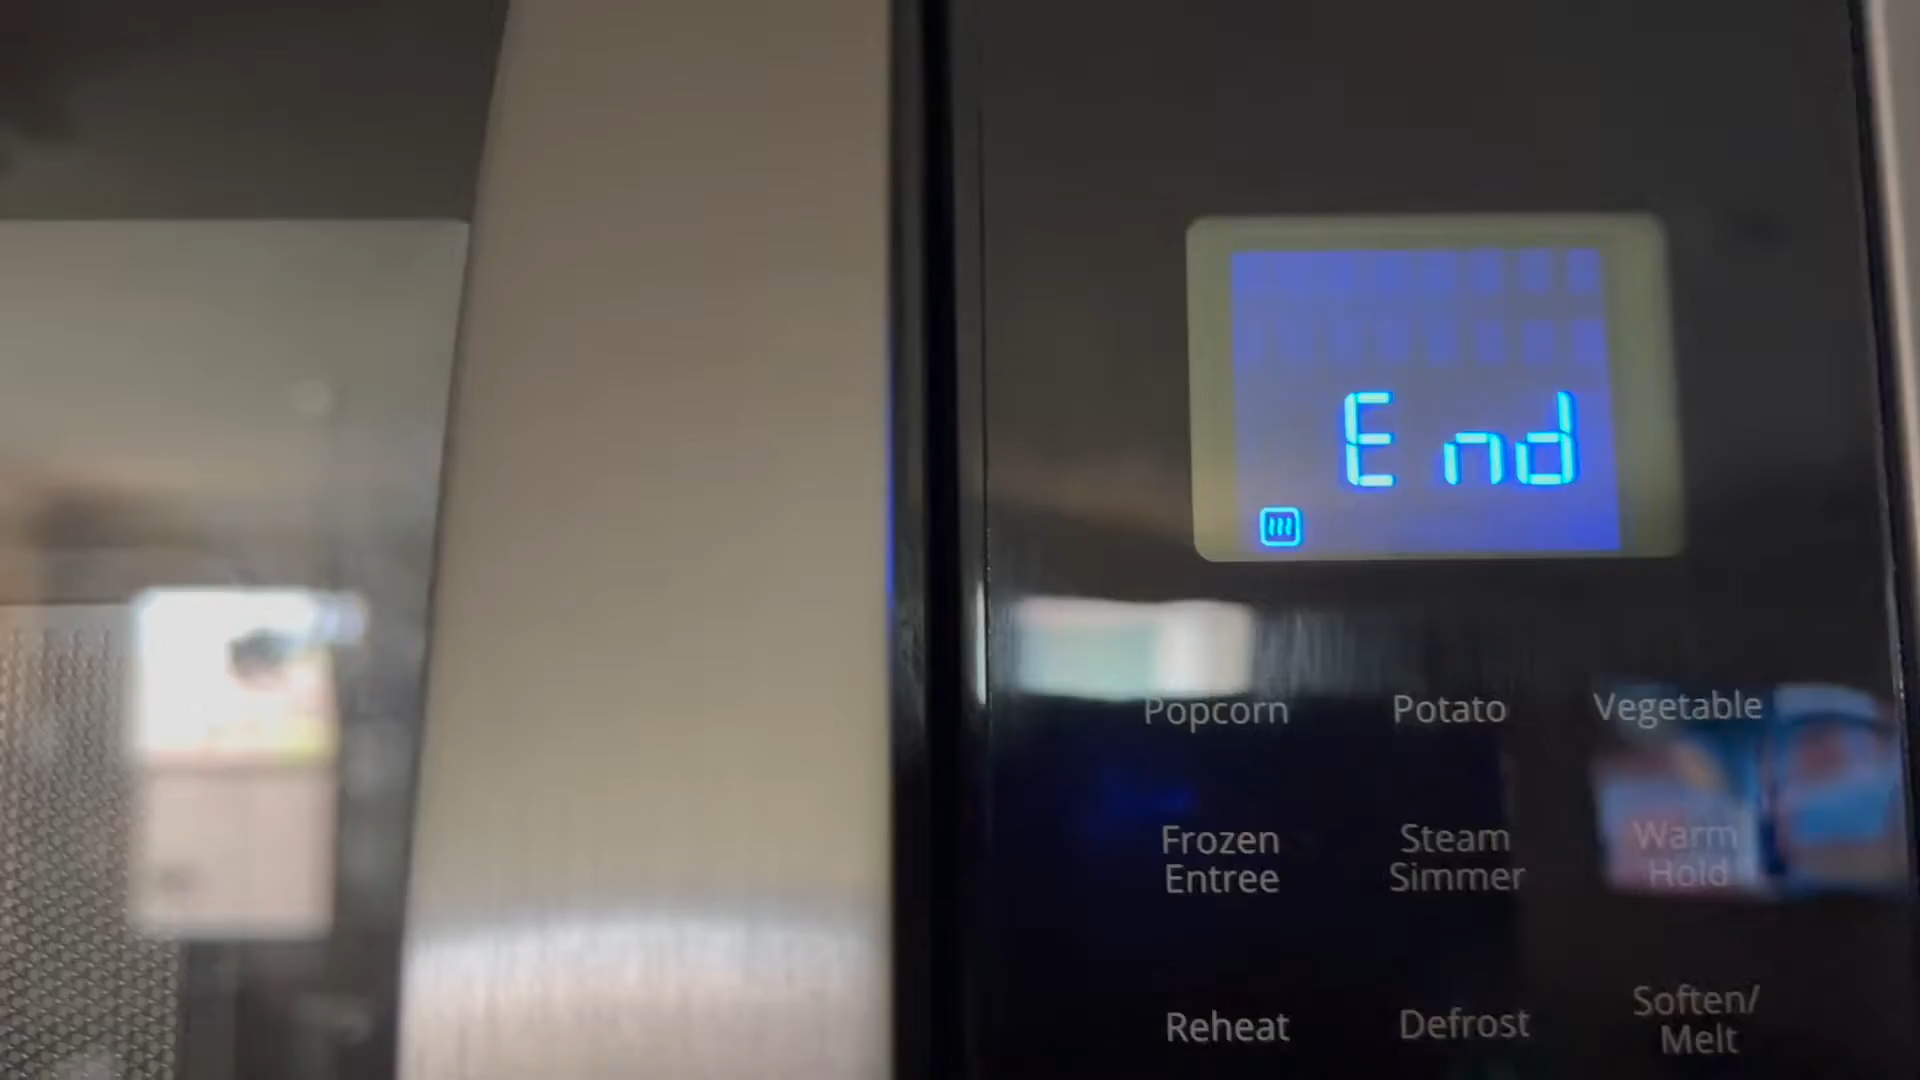 End
Popcorn Potato Vegetable
Frozen Entree
Steam Simmer
Warm Hold
Reheat Defrost Soften/
Melt